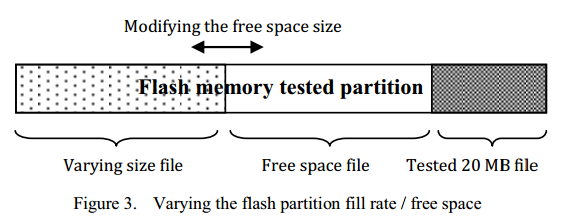 Modifying the free space size
Flash memory tested partition
Varying size file Free space file Tested 20 MB file
Figure 3. Varying the flash partition fill rate / free space